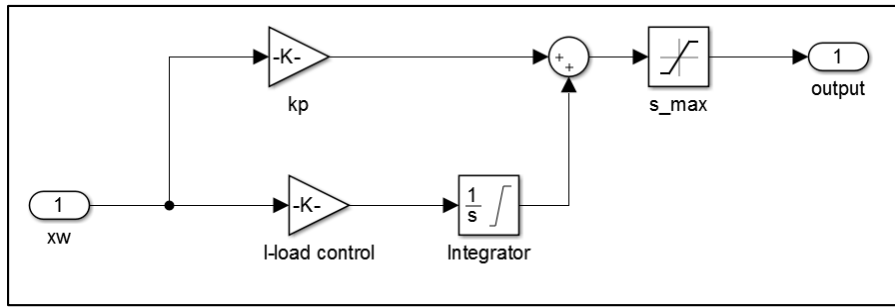 -K-
kp
+
+
s_max
1
output
1
xw
-K-
I-load control
1
s
Integrator